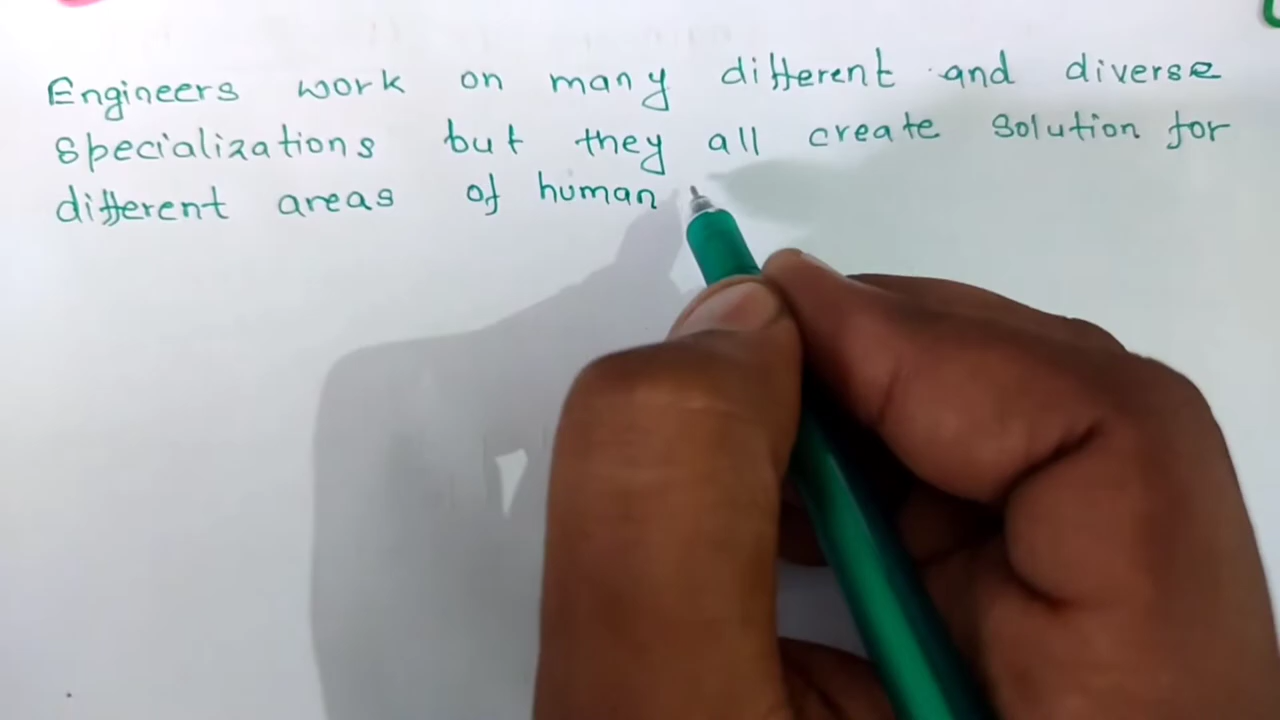 Engineers work on many different and diverse
specializations but they all create solution for
different areas of human